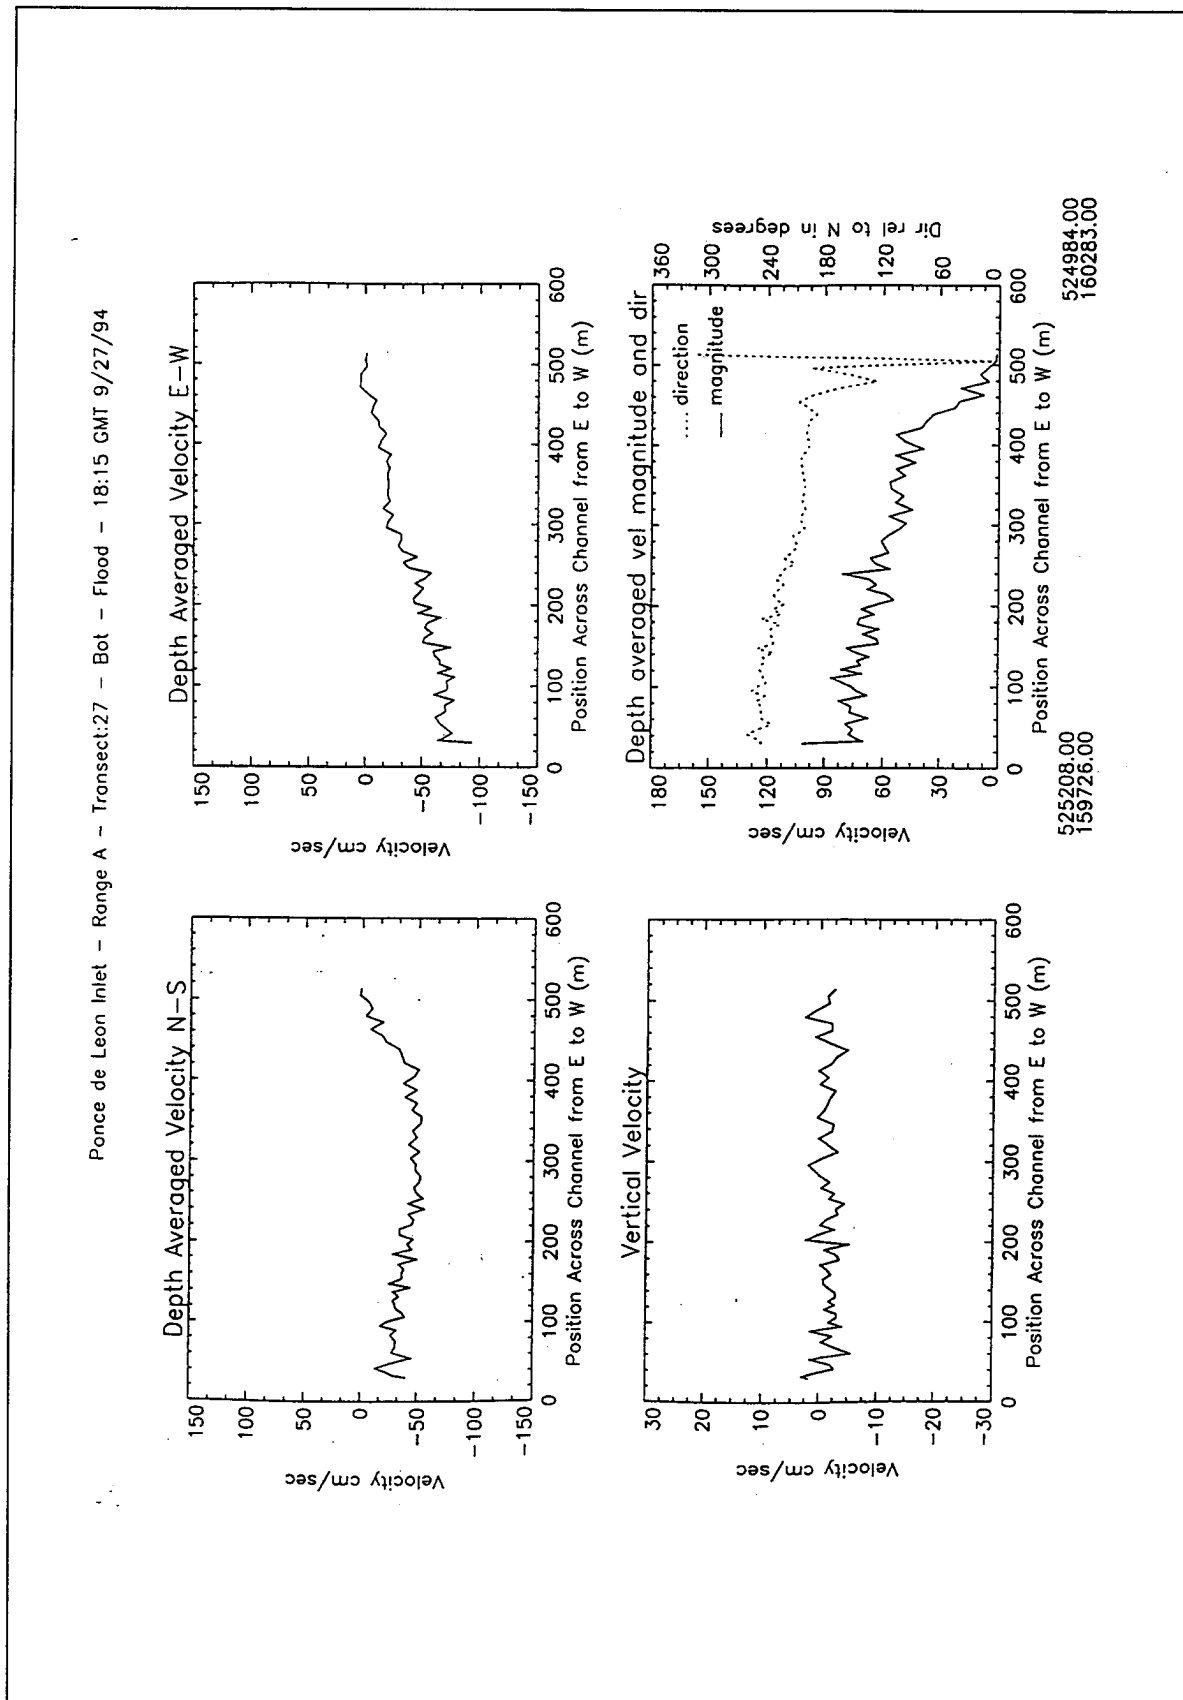 Ponce de Leon Inlet - Range A - Transect:27 - Bot - Flood - 18:15 GMT 9/27/94
Depth Averaged Velocity N-S
150
100
50
0
-50
-100
-150
Velocity cm/sec
0 100 200 300 400 500 600
Position Across Channel from E to W (m)
Depth Averaged Velocity E-W
150
100
50
0
-50
-100
-150
Velocity cm/sec
0 100 200 300 400 500 600
Position Across Channel from E to W (m)
Vertical Velocity
30
20
10
0
-10
-20
-30
Velocity cm/sec
0 100 200 300 400 500 600
Position Across Channel from E to W (m)
Depth averaged vel magnitude and dir
180
150
120
90
60
30
0
Velocity cm/sec
direction
magnitude
360
300
240
180
120
60
0
Dir rel to N in degrees
0 100 200 300 400 500 600
Position Across Channel from E to W (m)
525208.00 524984.00
159726.00 160283.00